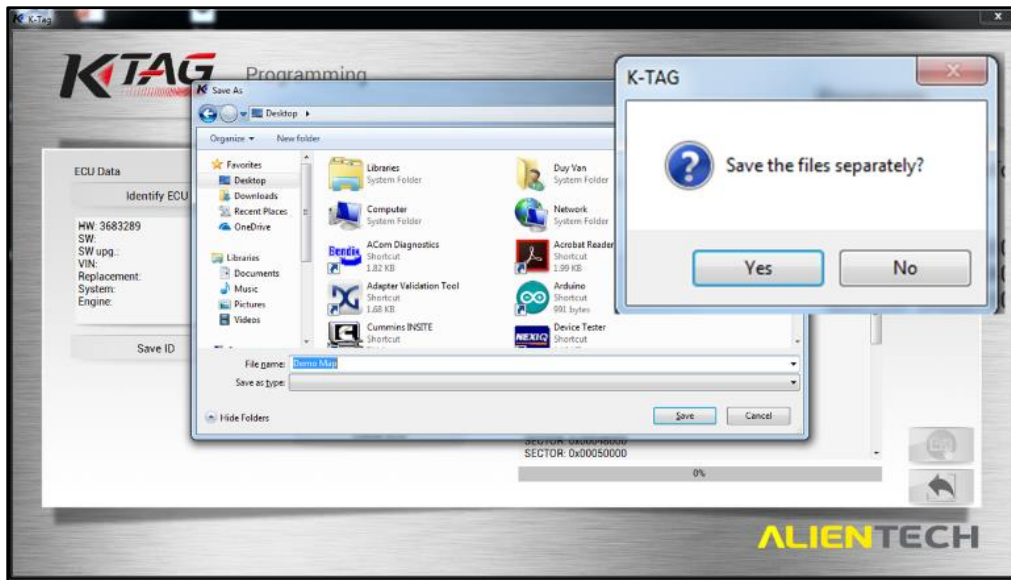 K-Tag
KTAG
Programming
Save As
Desktop
Organize
New folder
Favorites
Desktop
Downloads
Recent Places
OneDrive
Libraries
Documents
Music
Pictures
Videos
Libraries
System Folder
Duy Van
System Folder
Computer
System Folder
Network
System Folder
Bendix
ACom Diagnostics
Shortcut
1.82 KB
Acrobat Reader
Shortcut
1.99 KB
Adapter Validation Tool
Shortcut
1.68 KB
Arduino
Shortcut
991 bytes
Cummins INSITE
Shortcut
NEXIQ
Device Tester
Shortcut
File name: Demo Map
Save as type:
Hide Folders
Save
Cancel
K-TAG
Save the files separately?
Yes
No
ECU Data
Identify ECU
HW: 3683289
SW:
SW upg.:
VIN:
Replacement:
System:
Engine:
Save ID
SECTOR: 0x00048000
SECTOR: 0x00050000
0%
ALIENTECH